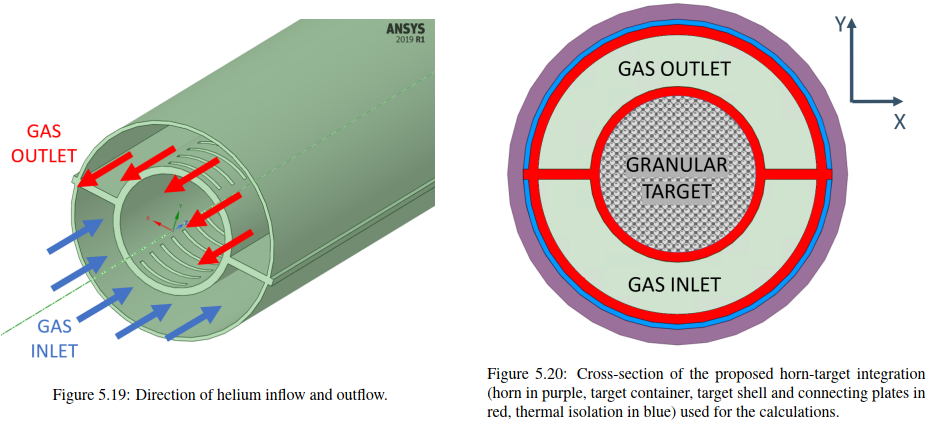 ANSYS
2019 R1
GAS
OUTLET
GAS
INLET
Figure 5.19: Direction of helium inflow and outflow.
Y
X
GAS OUTLET
GRANULAR
TARGET
GAS INLET
Figure 5.20: Cross-section of the proposed horn-target integration
(horn in purple, target container, target shell and connecting plates in
red, thermal isolation in blue) used for the calculations.